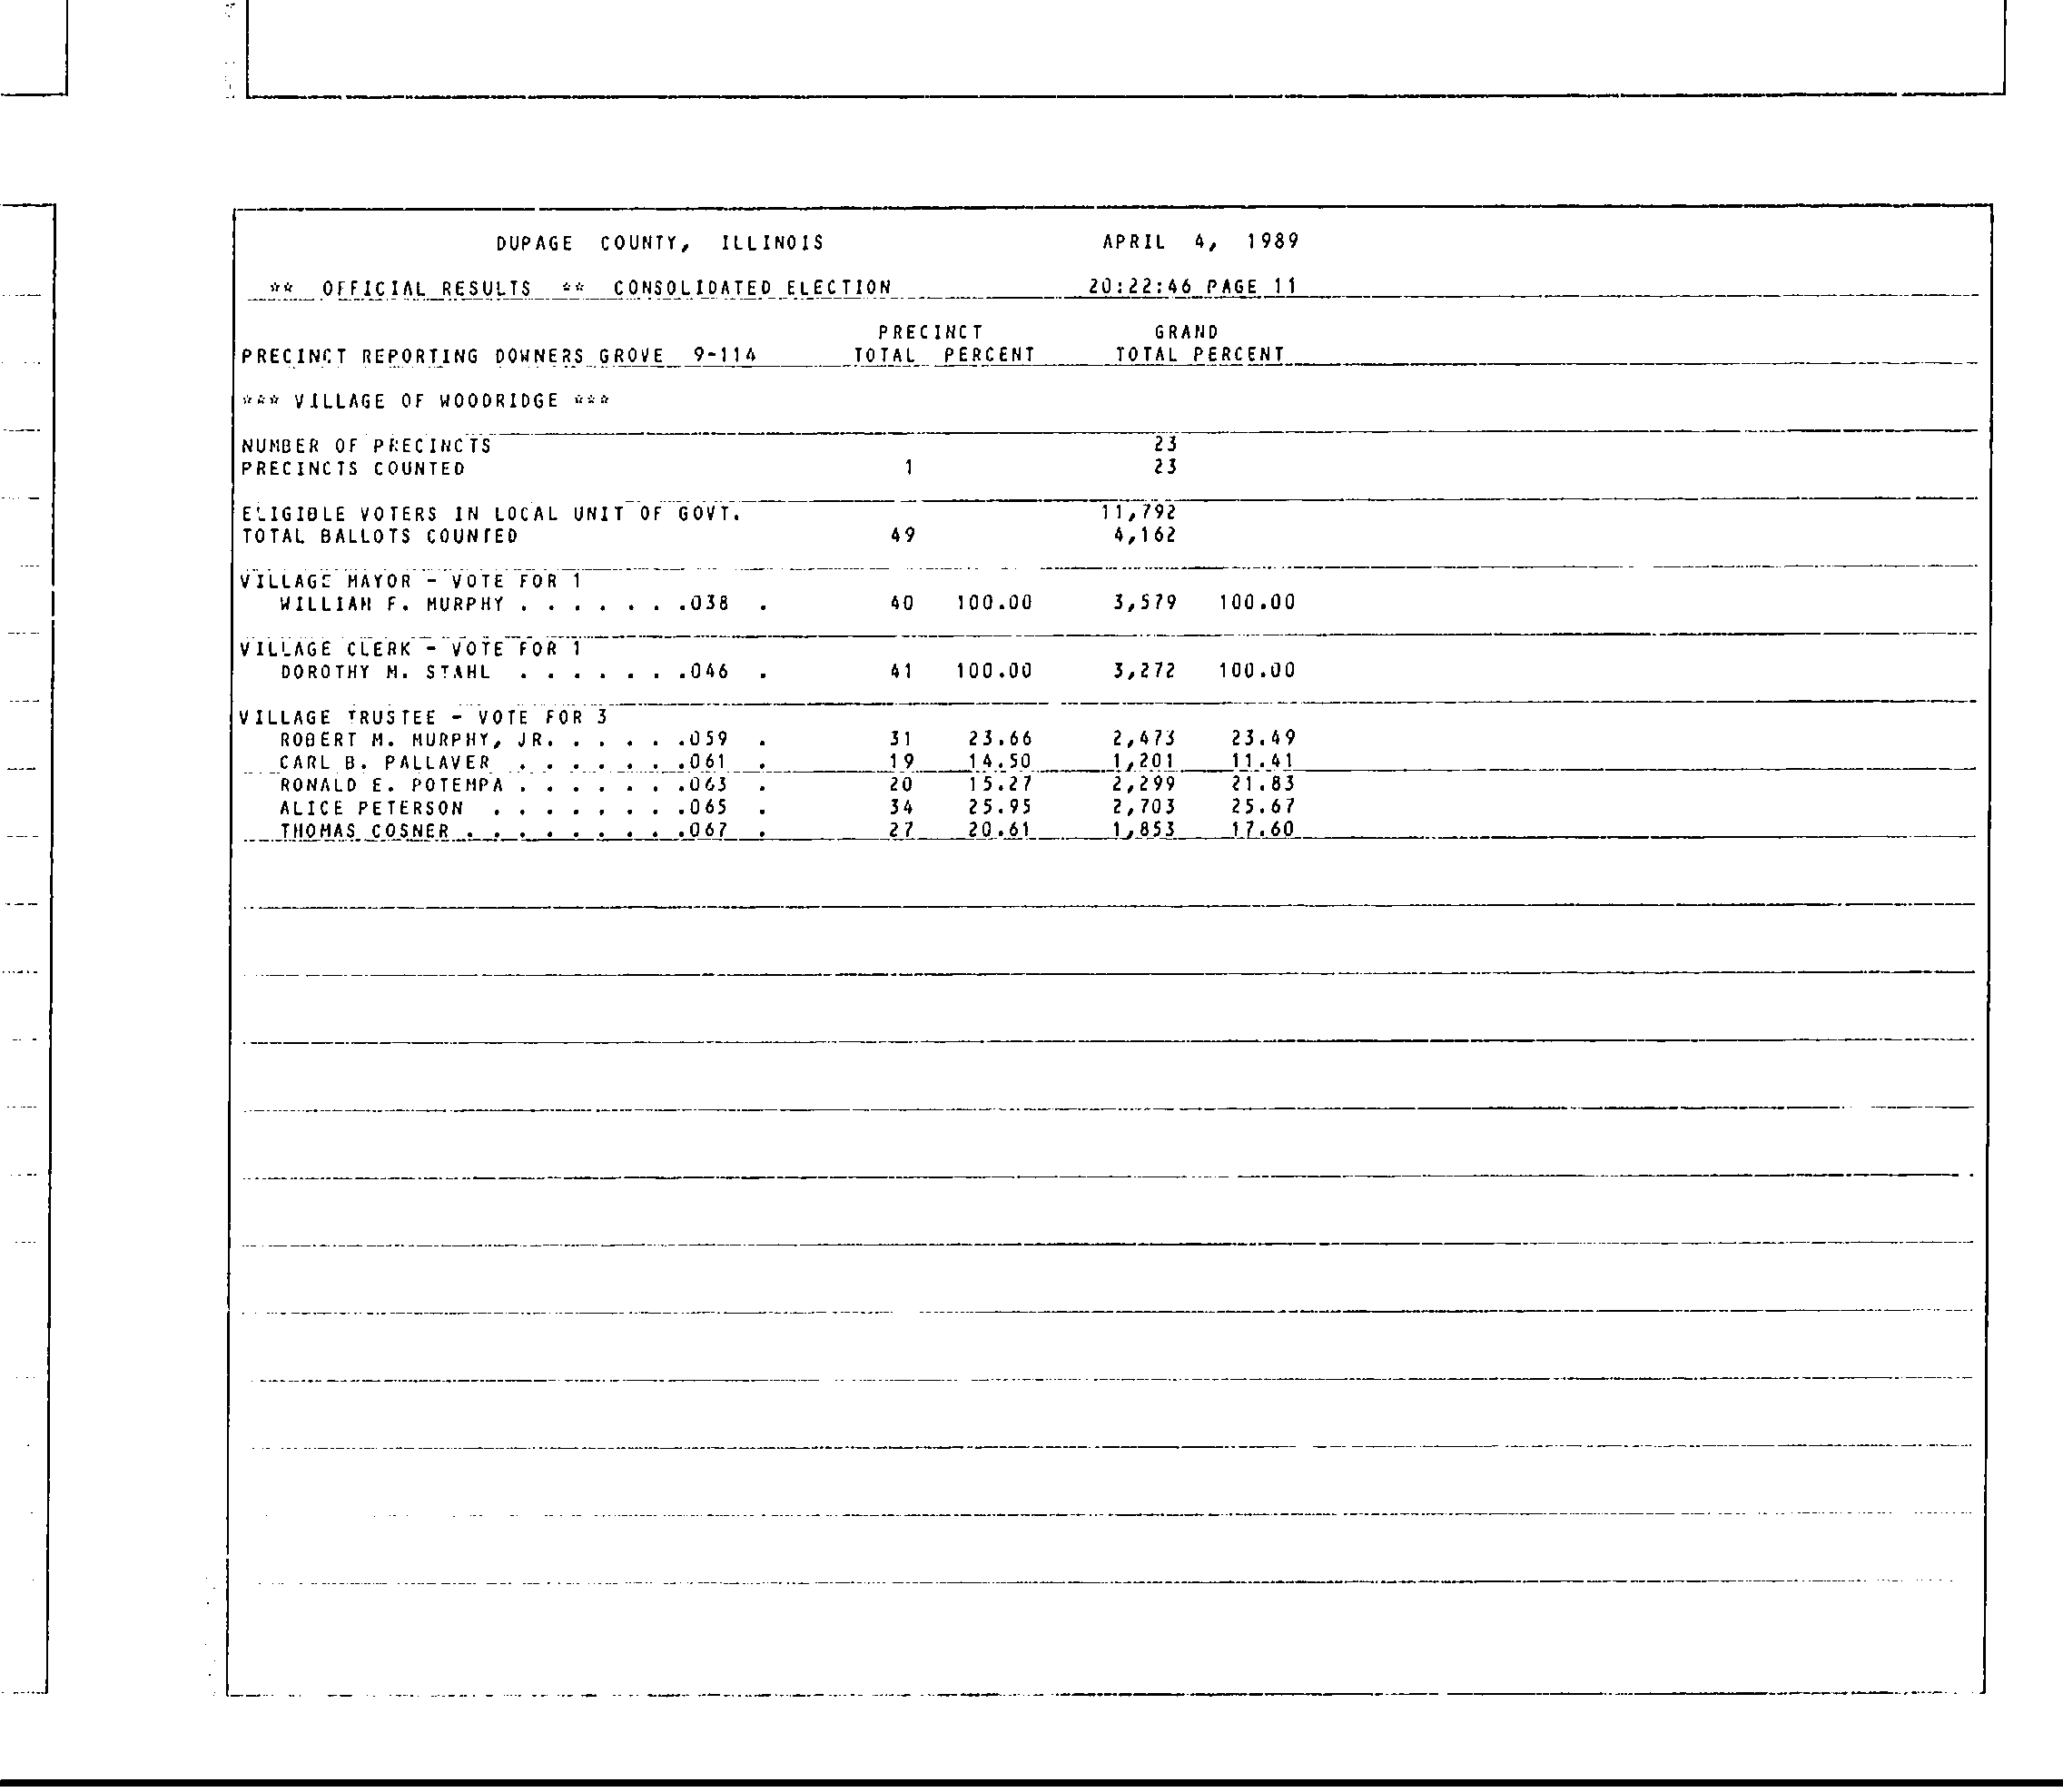 DUPAGE COUNTY, ILLINOIS APRIL 4, 1989
** OFFICIAL RESULTS ** CONSOLIDATED ELECTION 20:22:46 PAGE 11
PRECINCT GRAND
PRECINCT REPORTING DOWNERS GROVE 9-114 TOTAL PERCENT TOTAL PERCENT
*** VILLAGE OF WOODRIDGE ***
NUMBER OF PRECINCTS 23
PRECINCTS COUNTED 1 23
ELIGIBLE VOTERS IN LOCAL UNIT OF GOVT. 11,792
TOTAL BALLOTS COUNTED 49 4,162
VILLAGE MAYOR - VOTE FOR 1
WILLIAM F. MURPHY . . . . . . .038 . 40 100.00 3,579 100.00
VILLAGE CLERK - VOTE FOR 1
DOROTHY M. STAHL . . . . . . .046 . 41 100.00 3,272 100.00
VILLAGE TRUSTEE - VOTE FOR 3
ROBERT M. MURPHY, JR. . . . . .059 . 31 23.66 2,473 23.49
CARL B. PALLAVER . . . . . . .061 . 19 14.50 1,201 11.41
RONALD E. POTEMPA . . . . . . .063 . 20 15.27 2,299 21.83
ALICE PETERSON . . . . . . . .065 . 34 25.95 2,703 25.67
THOMAS COSNER . . . . . . . . .067 . 27 20.61 1,853 17.60